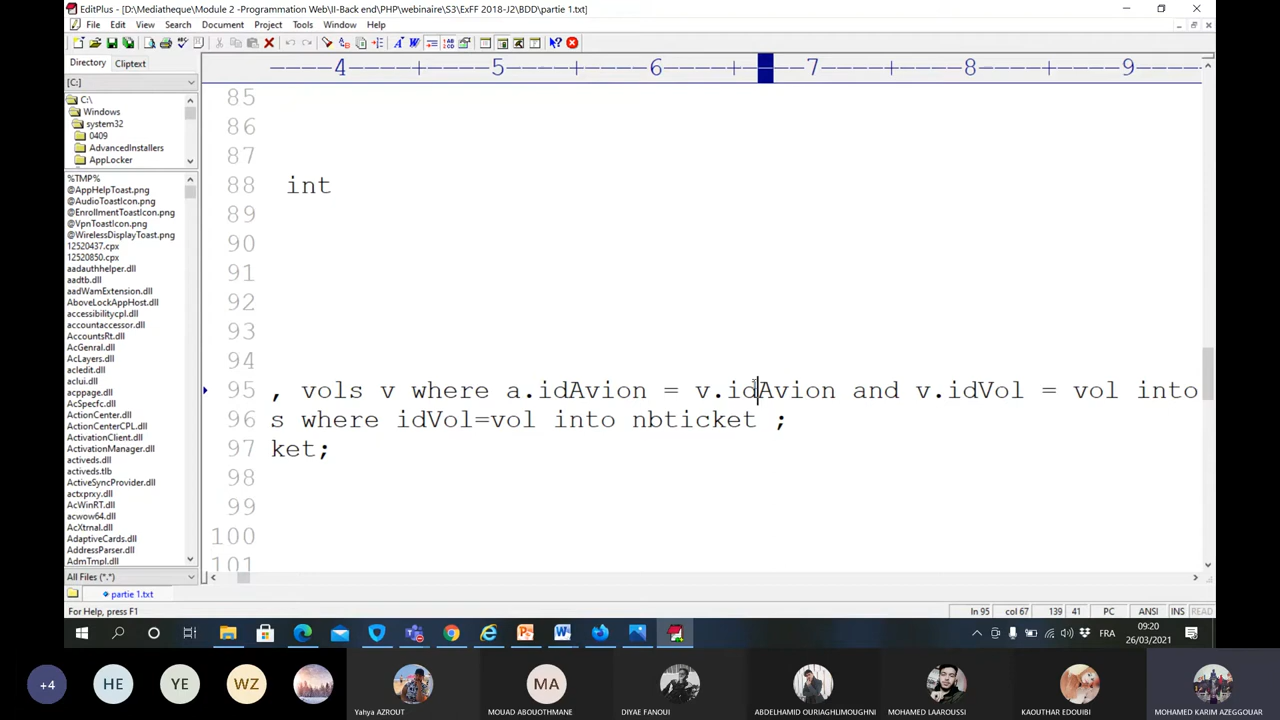 EditPlus - [D:\Mediatheque\Module 2 -Programmation Web\II-Back end\PHP\webinaire\S3\ExFF 2018-J2\BDD\partie 1.txt]
File Edit View Search Document Project Tools Window Help
Directory Cliptext
----4----+----5----+----6----+----7----+----8----+----9----
[C:]
C:\
Windows
system32
0409
AdvancedInstallers
AppLocker
%TMP%
@AppHelpToast.png
@AudioToastIcon.png
@EnrollmentToastIcon.png
@VpnToastIcon.png
@WirelessDisplayToast.png
12520437.cpx
12520850.cpx
aadauthhelper.dll
aadtb.dll
aadWamExtension.dll
AboveLockAppHost.dll
accessibilitycpl.dll
accountaccessor.dll
AccountsRt.dll
AcGenral.dll
AcLayers.dll
acledit.dll
aclui.dll
acppage.dll
AcSpecfc.dll
ActionCenter.dll
ActionCenterCPL.dll
ActivationClient.dll
ActivationManager.dll
activeds.dll
activeds.tlb
ActiveSyncProvider.dll
actxprxy.dll
AcWinRT.dll
acwow64.dll
AcXtrnal.dll
AdaptiveCards.dll
AddressParser.dll
AdmTmpl.dll
All Files (*.*)
85
86
87
88 int
89
90
91
92
93
94
95 , vols v where a.idAvion = v.idAvion and v.idVol = vol into
96 s where idVol=vol into nbticket ;
97 ket;
98
99
100
101
partie 1.txt
For Help, press F1 ln 95 col 67 139 41 PC ANSI INS READ
FRA 09:20
26/03/2021
+4 HE YE WZ MA
Yahya AZROUT MOUAD ABOUOTHMANE DIYAE FANOUI ABDELHAMID OURIAGHLIMOUGHNI MOHAMED LAAROUSSI KAOUTHAR EDOUIBI MOHAMED KARIM AZEGGOUAR